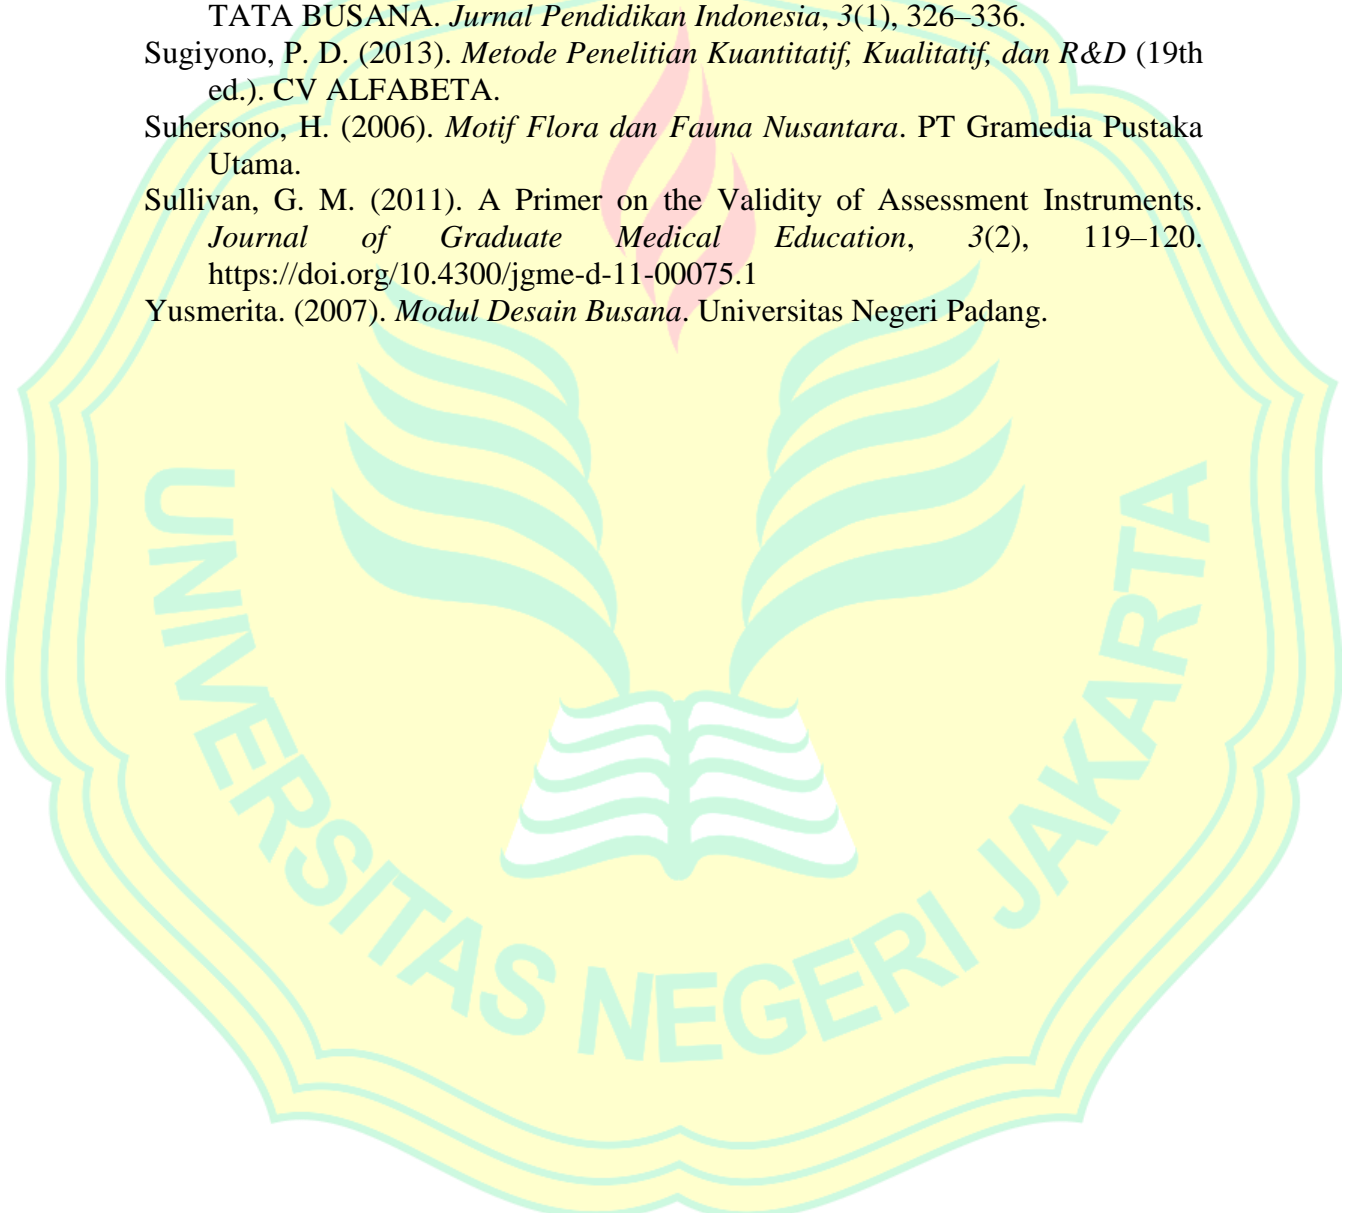 TATA BUSANA. Jurnal Pendidikan Indonesia, 3(1), 326–336.
Sugiyono, P. D. (2013). Metode Penelitian Kuantitatif, Kualitatif, dan R&D (19th
ed.). CV ALFABETA.
Suhersono, H. (2006). Motif Flora dan Fauna Nusantara. PT Gramedia Pustaka
Utama.
Sullivan, G. M. (2011). A Primer on the Validity of Assessment Instruments.
Journal of Graduate Medical Education, 3(2), 119–120.
https://doi.org/10.4300/jgme-d-11-00075.1
Yusmerita. (2007). Modul Desain Busana. Universitas Negeri Padang.
UNIVERSITAS NEGERI JAKARTA